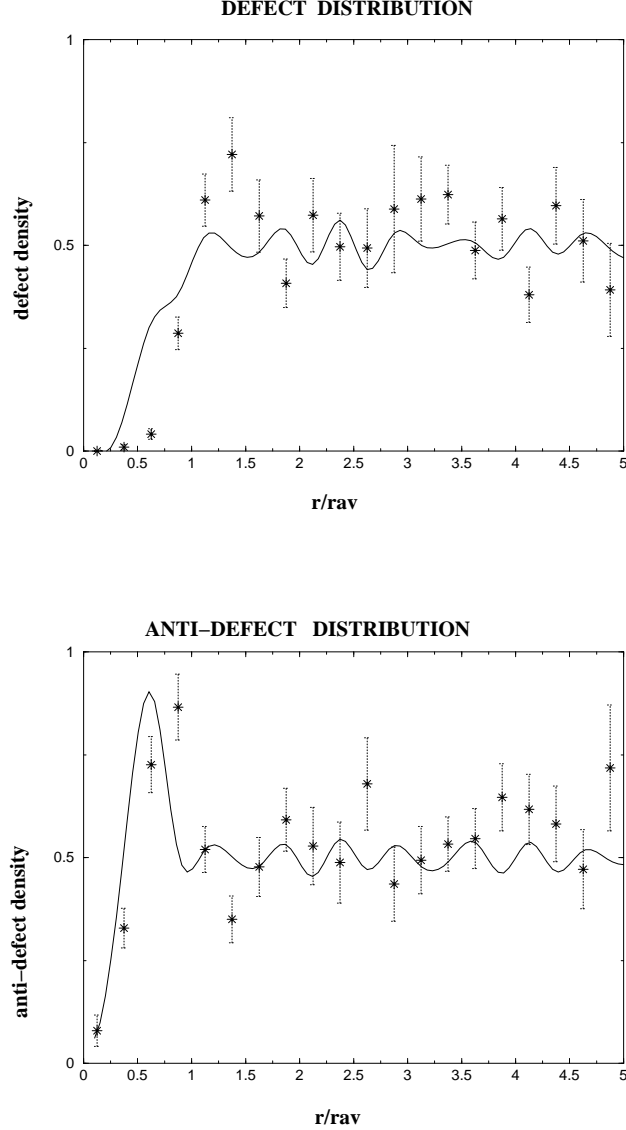 DEFECT DISTRIBUTION
1
0.5
0
defect density
0 0.5 1 1.5 2 2.5 3 3.5 4 4.5 5
r/rav
ANTI−DEFECT DISTRIBUTION
1
0.5
0
anti−defect density
0 0.5 1 1.5 2 2.5 3 3.5 4 4.5 5
r/rav